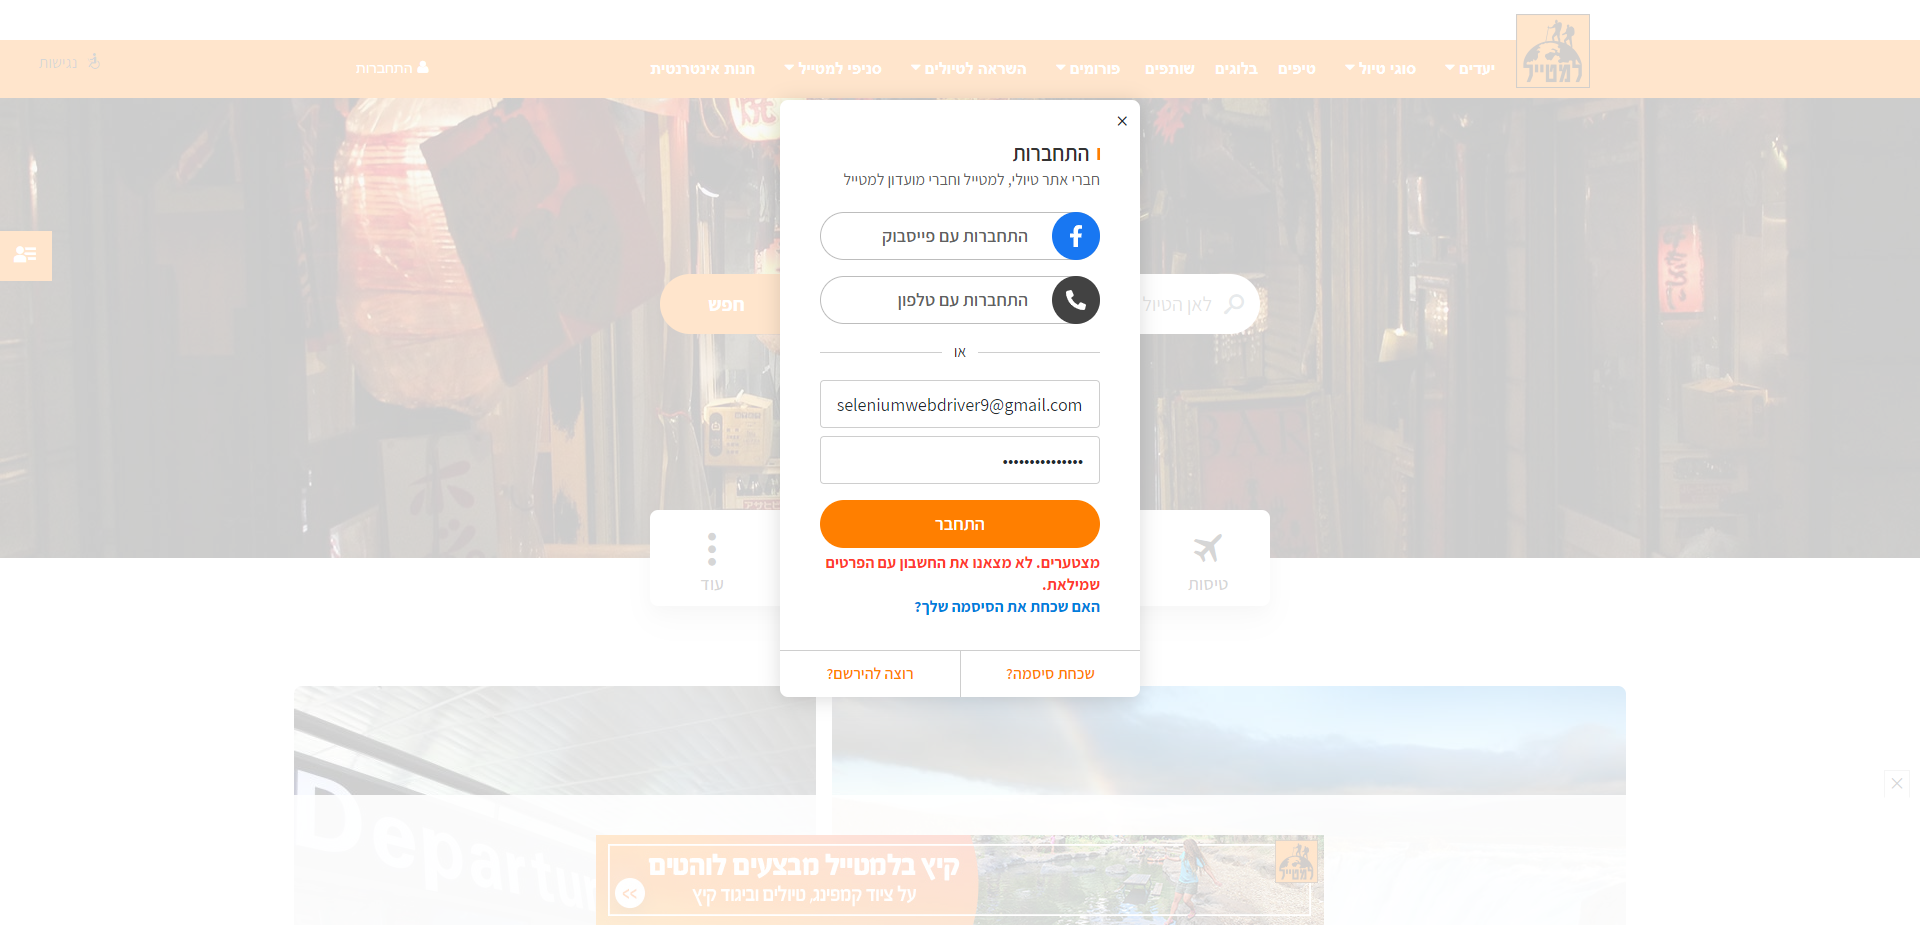 למטייל
יעדים
סוגי טיול
טיפים
בלוגים
שותפים
פורומים
השראה לטיולים
סניפי למטייל
חנות אינטרנטית
התחברות
נגישות
התחברות
חברי אתר טיולי, למטייל וחברי מועדון למטייל
התחברות עם פייסבוק
התחברות עם טלפון
לאן הטיול
חפש
או
seleniumwebdriver9@gmail.com
•••••••••••••••
התחבר
מצטערים. לא מצאנו את החשבון עם הפרטים
שמילאת.
האם שכחת את הסיסמה שלך?
טיסות
עוד
שכחת סיסמה?
רוצה להירשם?
Departu
קיץ בלמטייל מבצעים לוהטים
על ציוד קמפינג, טיולים וביגוד קיץ
>>
למטייל